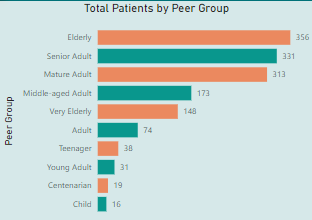 Total Patients by Peer Group
Peer Group
Elderly 356
Senior Adult 331
Mature Adult 313
Middle-aged Adult 173
Very Elderly 148
Adult 74
Teenager 38
Young Adult 31
Centenarian 19
Child 16